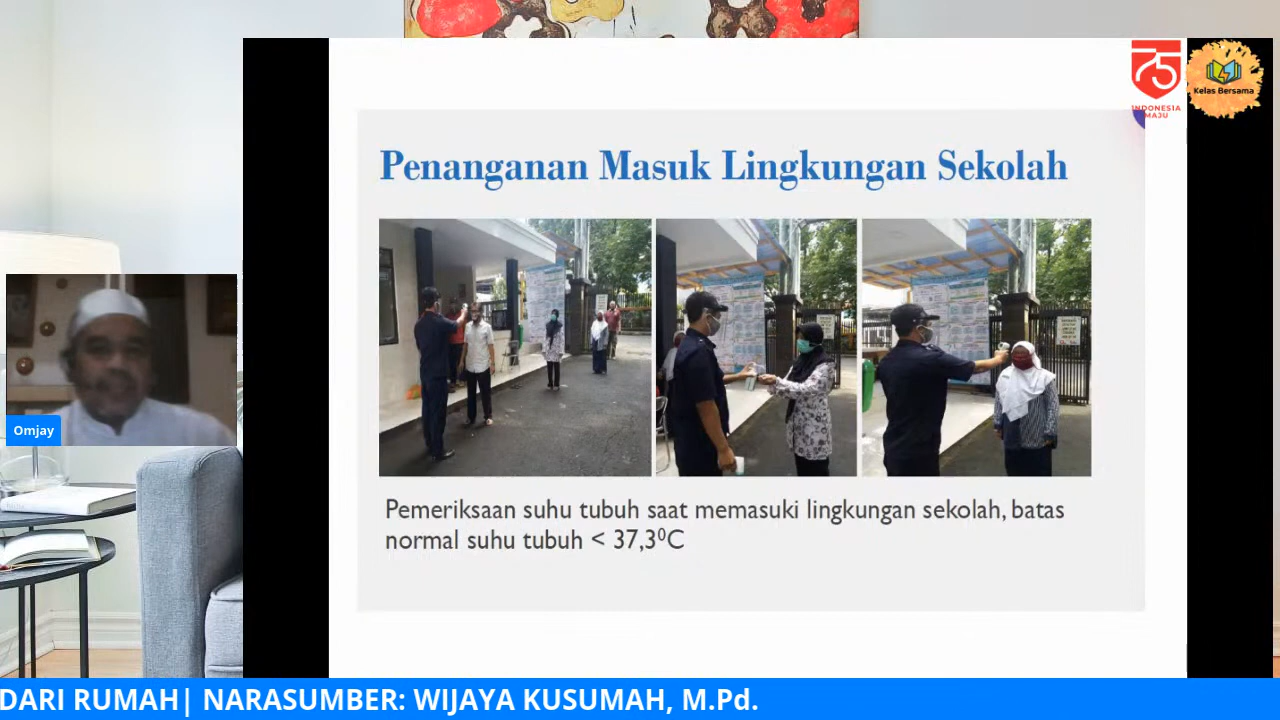 75
INDONESIA
MAJU
Kelas Bersama
Penanganan Masuk Lingkungan Sekolah
Pemeriksaan suhu tubuh saat memasuki lingkungan sekolah, batas
normal suhu tubuh < 37,3⁰C
Omjay
DARI RUMAH| NARASUMBER: WIJAYA KUSUMAH, M.Pd.